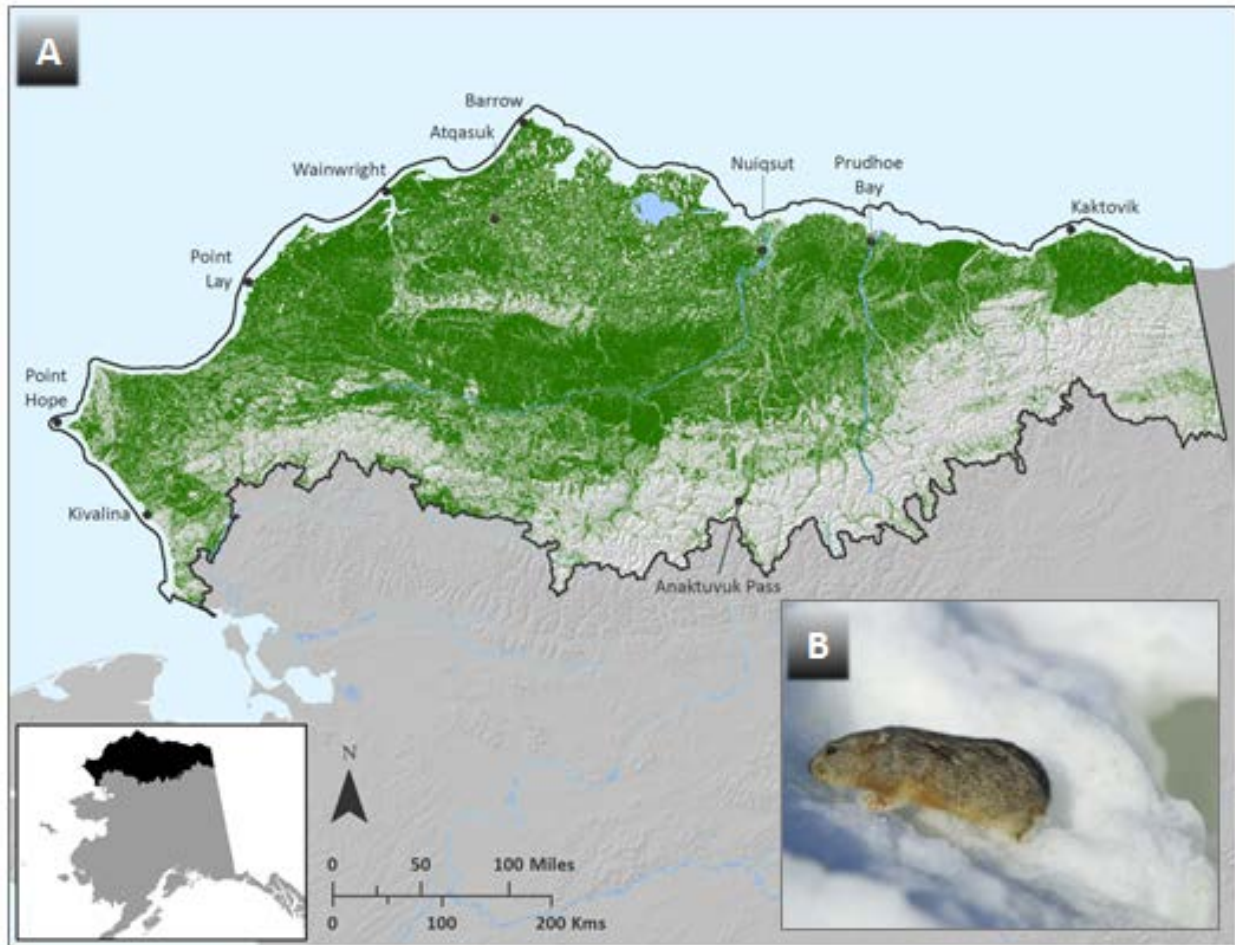 A
Barrow
Atqasuk
Wainwright
Nuiqsut
Prudhoe
Bay
Kaktovik
Point
Lay
Point
Hope
Kivalina
Anaktuvuk Pass
B
N
0 50 100 Miles
0 100 200 Kms